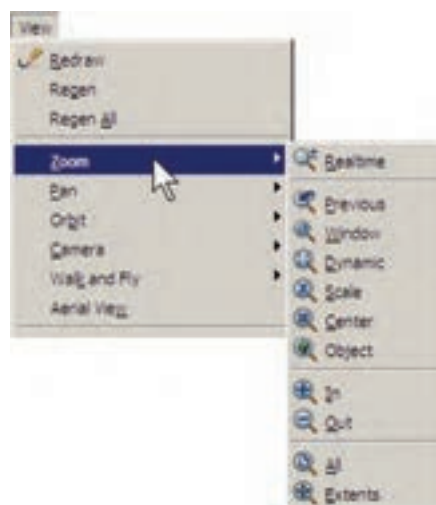 View
Redraw
Regen
Regen All
Zoom
Pan
Orbit
Camera
Walk and Fly
Aerial View
Realtime
Previous
Window
Dynamic
Scale
Center
Object
In
Out
All
Extents